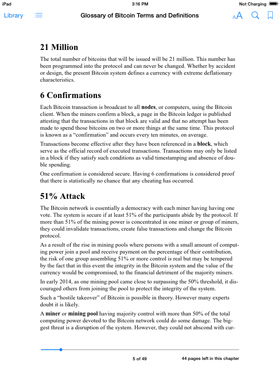 iPad 3:16 PM Not Charging
Library Glossary of Bitcoin Terms and Definitions AA
21 Million
The total number of bitcoins that will be issued will be 21 million. This number has
been programmed into the protocol and can never be changed. Whether by accident
or design, the present Bitcoin system defines a currency with extreme deflationary
characteristics.
6 Confirmations
Each Bitcoin transaction is broadcast to all nodes, or computers, using the Bitcoin
client. When the miners confirm a block, a page in the Bitcoin ledger is published
attesting that the transactions in that block are valid and that no attempt has been
made to spend those bitcoins on two or more things at the same time. This protocol
is known as a “confirmation” and occurs every ten minutes, on average.
Transactions become effective after they have been referenced in a block, which
serve as the official record of executed transactions. Transactions may only be listed
in a block if they satisfy such conditions as valid timestamping and absence of dou-
ble spending.
One confirmation is considered secure. Having 6 confirmations is considered proof
that there is statistically no chance that any cheating has occurred.
51% Attack
The Bitcoin network is essentially a democracy with each miner having having one
vote. The system is secure if at least 51% of the participants abide by the protocol. If
more than 51% of the mining power is concentrated in one miner or group of miners,
they could invalidate transactions, create false transactions and change the Bitcoin
protocol.
As a result of the rise in mining pools where persons with a small amount of comput-
ing power join a pool and receive payment on the percentage of their contribution,
the risk of one group assembling 51% or more control is real but may be tempered
by the fact that in this event the integrity in the Bitcoin system and the value of the
currency would be compromised, to the financial detriment of the majority miners.
In early 2014, as one mining pool came close to surpassing the 50% threshold, it dis-
couraged others from joining the pool to protect the integrity of the system.
Such a “hostile takeover” of Bitcoin is possible in theory. However many experts
doubt it is likely.
A miner or mining pool having majority control with more than 50% of the total
computing power devoted to the Bitcoin network could do some damage. The big-
gest threat is a disruption of the system. However, they could not abscond with cur-
5 of 49 44 pages left in this chapter